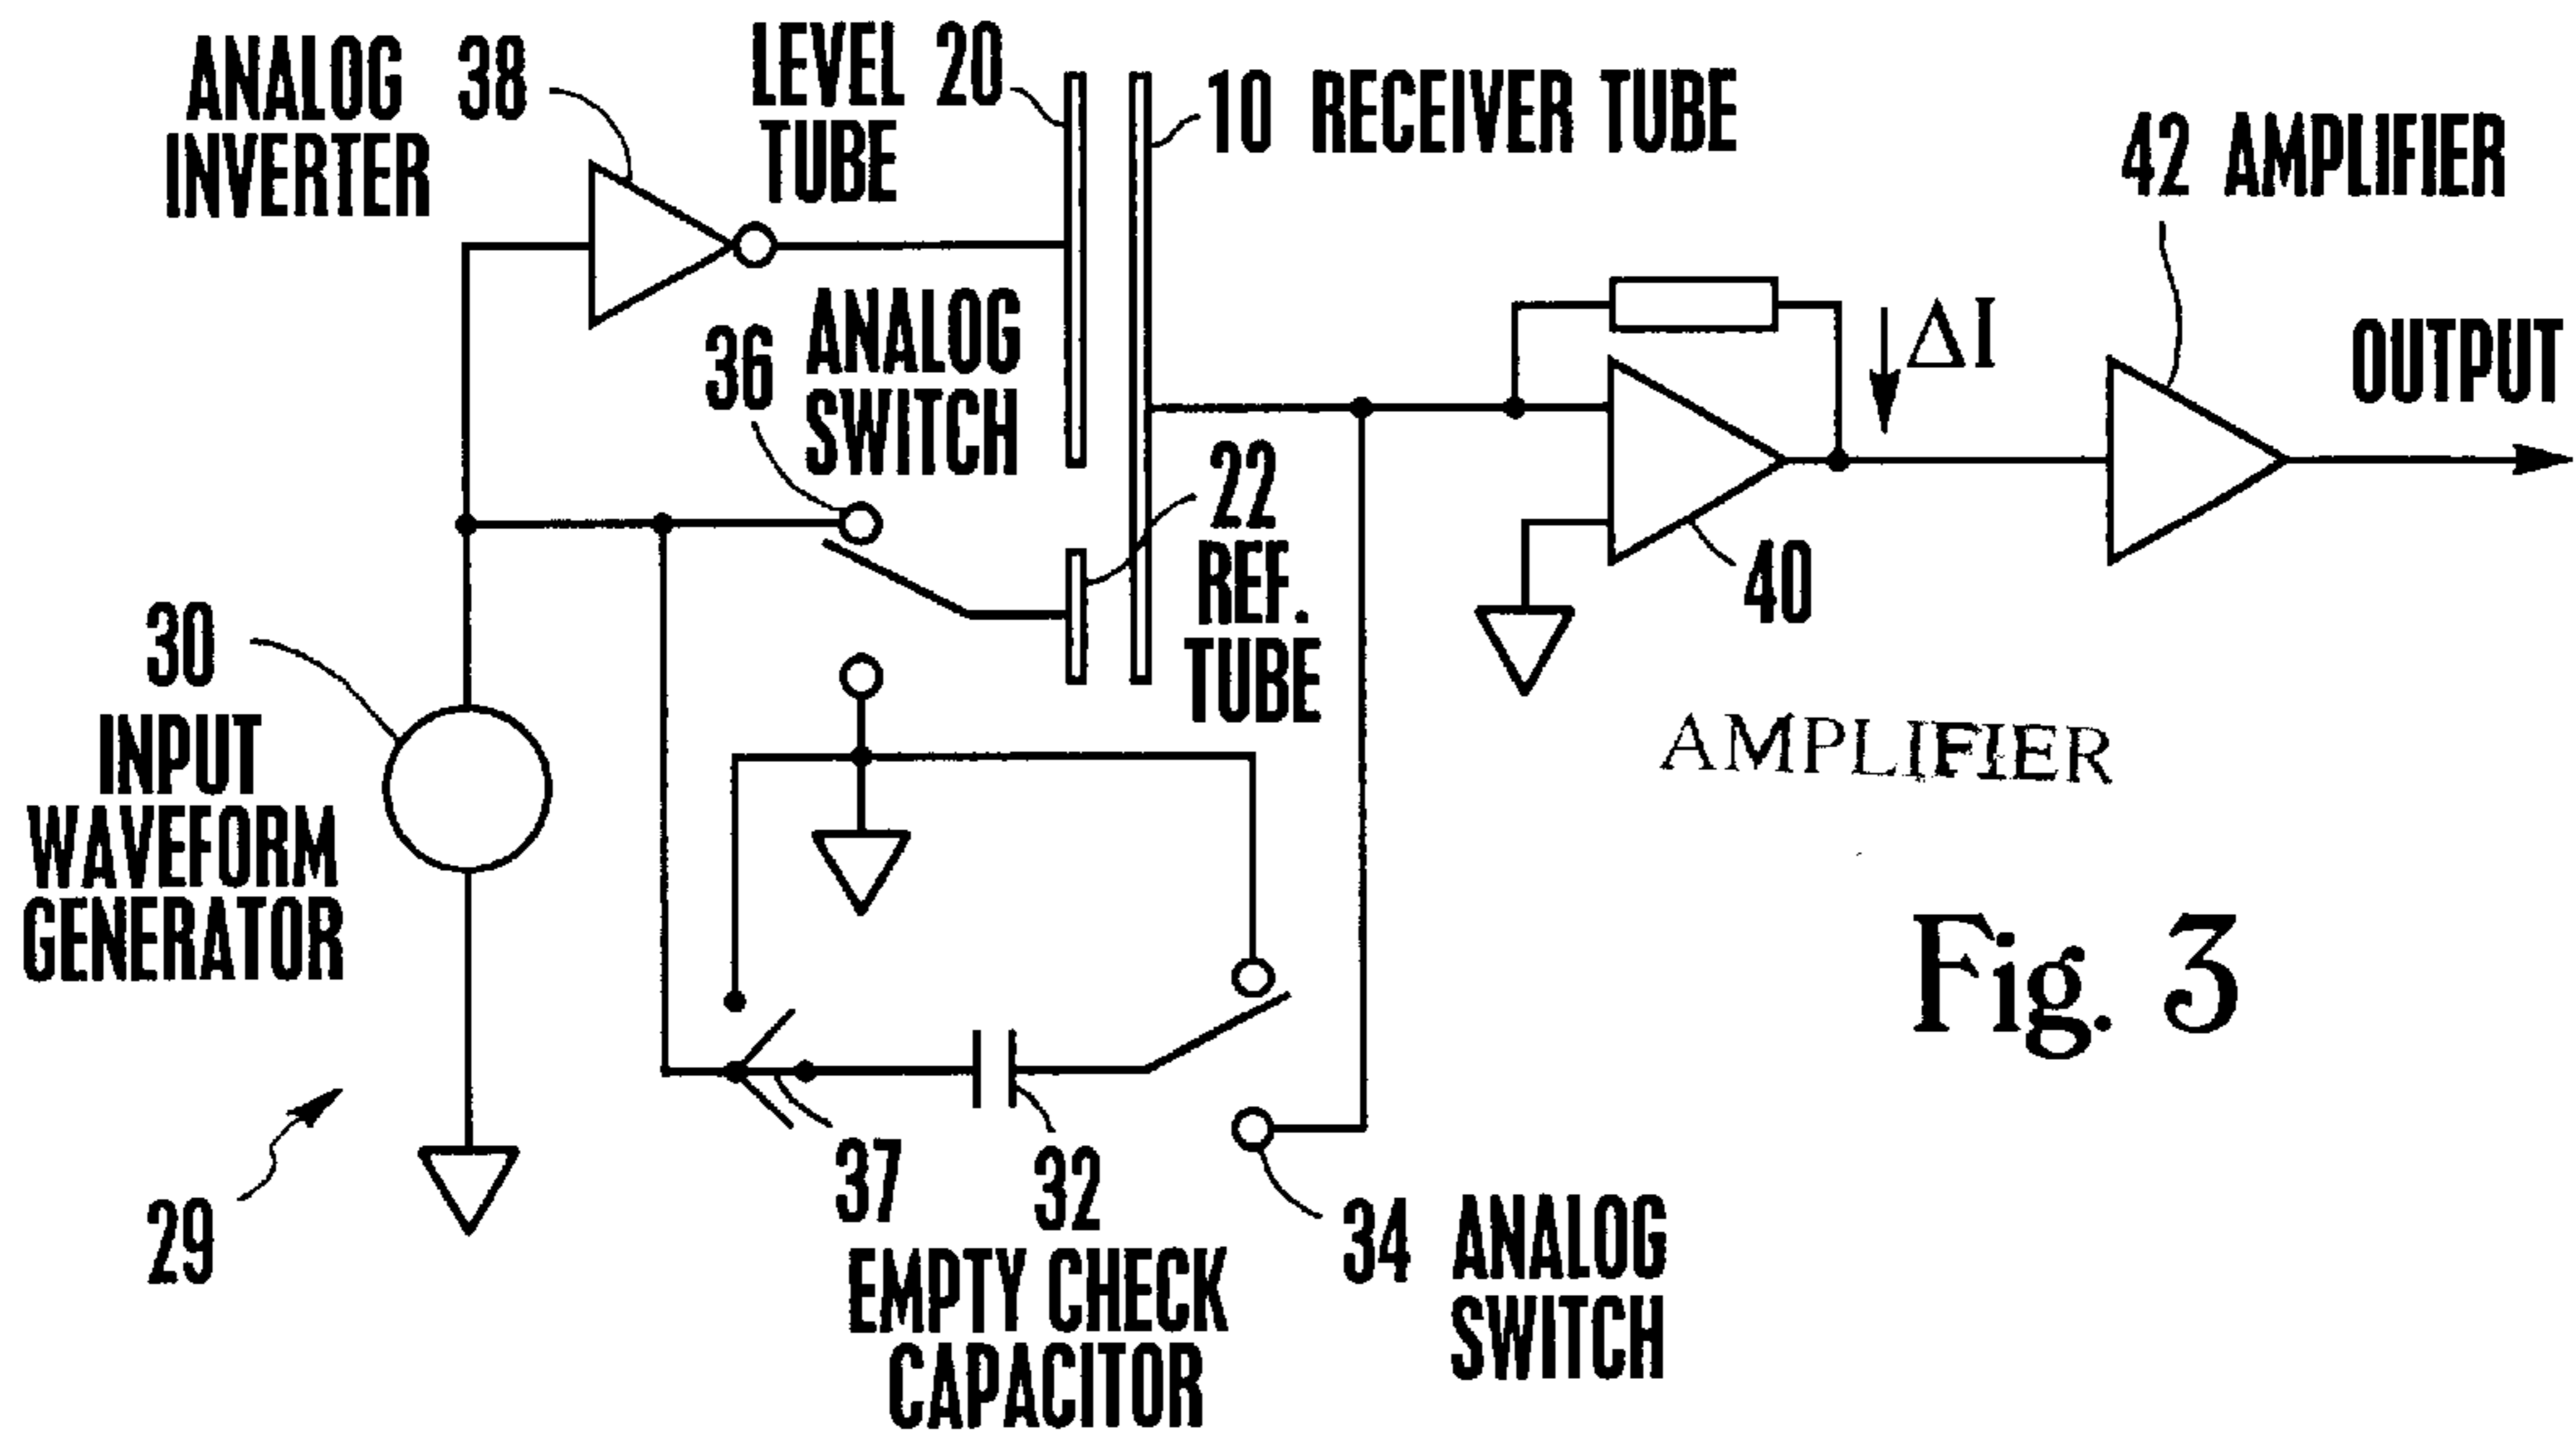 ANALOG 38
INVERTER
LEVEL 20
TUBE
10 RECEIVER TUBE
42 AMPLIFIER
36 ANALOG
SWITCH
ΔI
OUTPUT
22
REF.
TUBE
40
30
INPUT
WAVEFORM
GENERATOR
AMPLIFIER
Fig. 3
29
37
32
EMPTY CHECK
CAPACITOR
34 ANALOG
SWITCH